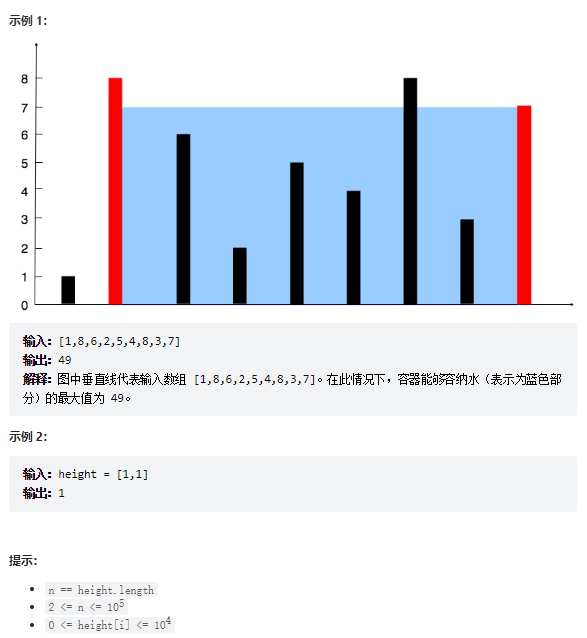 示例 1：
8
7
6
5
4
3
2
1
0
输入：[1,8,6,2,5,4,8,3,7]
输出：49
解释：图中垂直线代表输入数组 [1,8,6,2,5,4,8,3,7]。在此情况下，容器能够容纳水（表示为蓝色部
分）的最大值为 49。
示例 2：
输入：height = [1,1]
输出：1
提示：
• n == height.length
• 2 <= n <= 10⁵
• 0 <= height[i] <= 10⁴